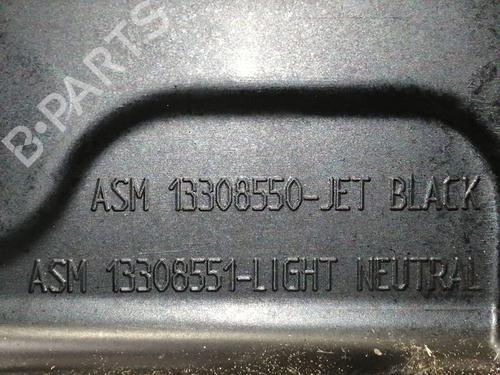 B-PARTS
ASM 13308550-JET BLACK
ASM 13308551-LIGHT NEUTRAL